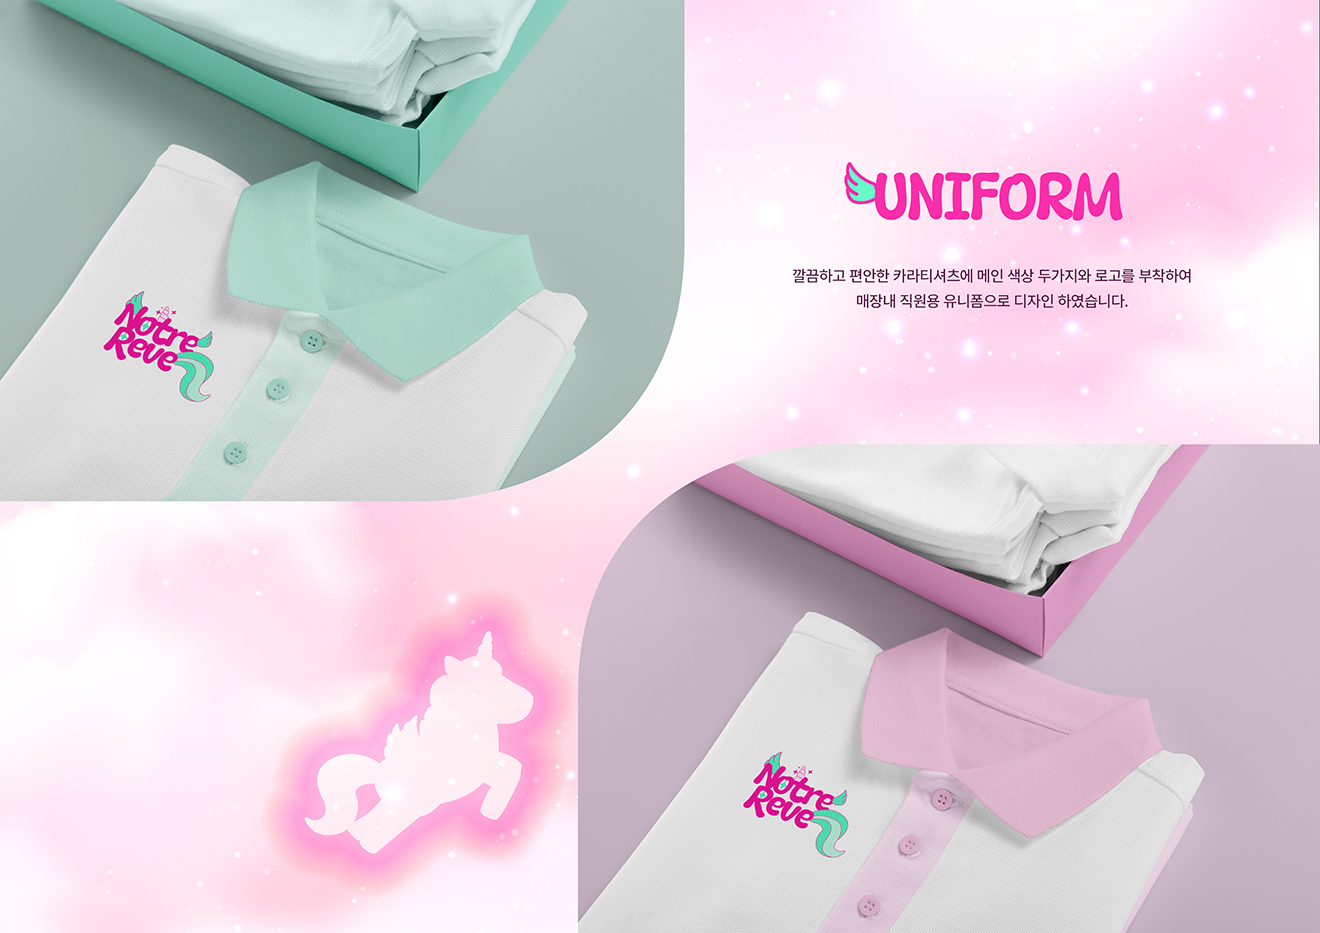 UNIFORM
깔끔하고 편안한 카라티셔츠에 메인 색상 두가지와 로고를 부착하여
매장내 직원용 유니폼으로 디자인 하였습니다.
Notre
Reve
Notre
Reve